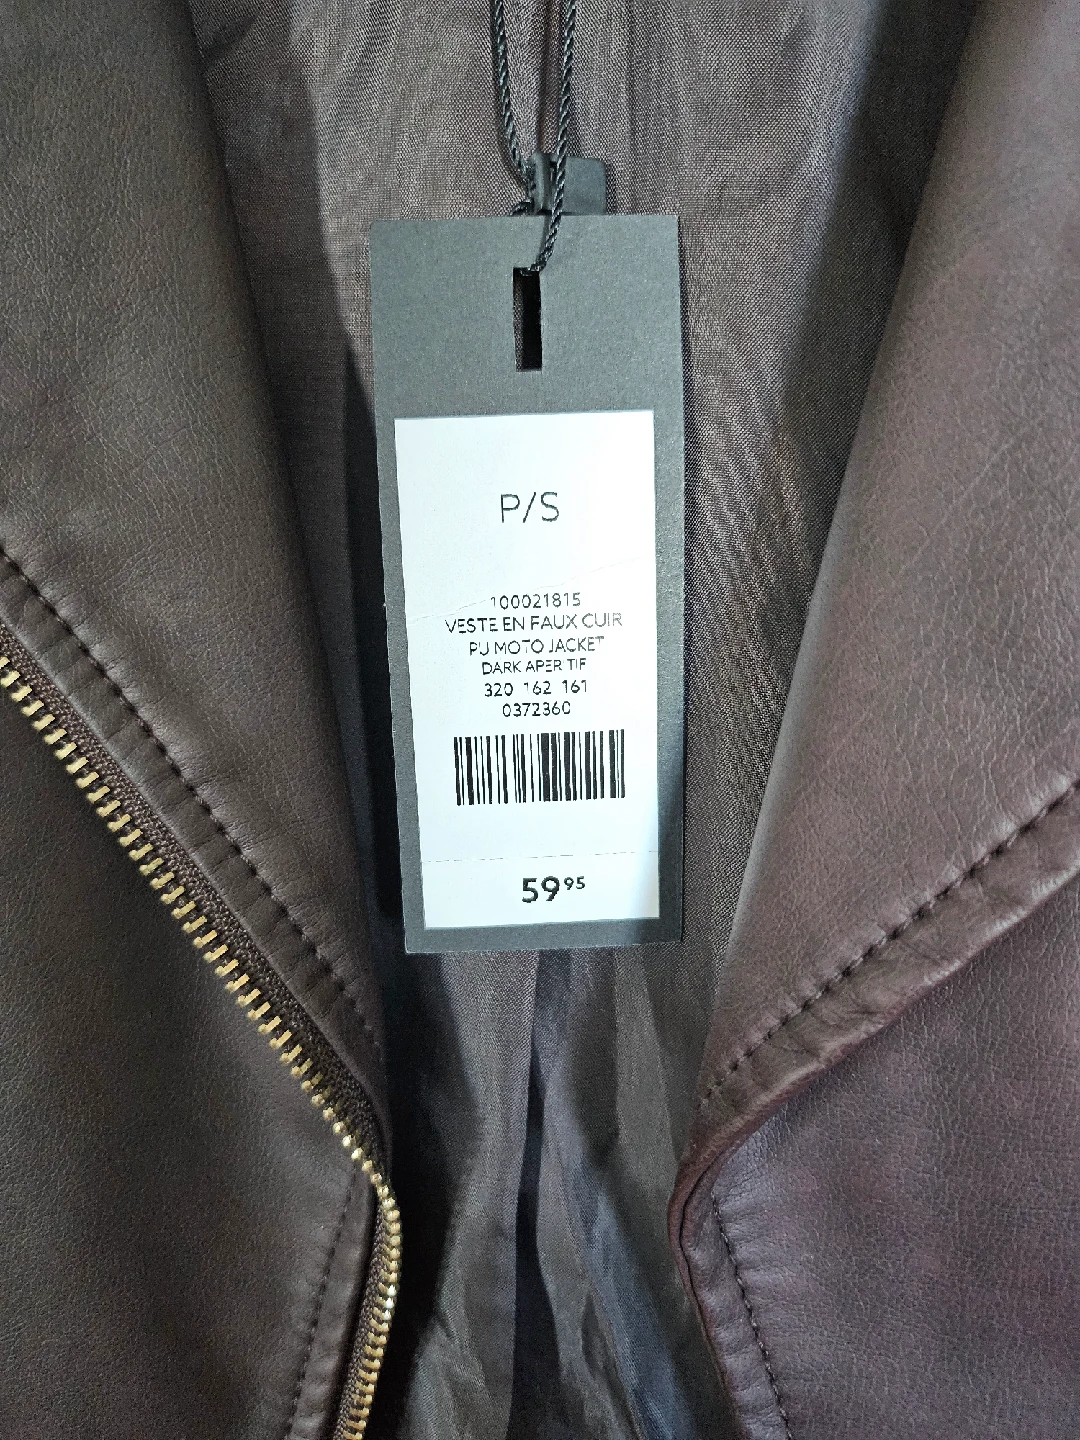 P/S
100021815
VESTE EN FAUX CUIR
PU MOTO JACKET
DARK APER TIF
320 162 161
0372360
59⁹⁵